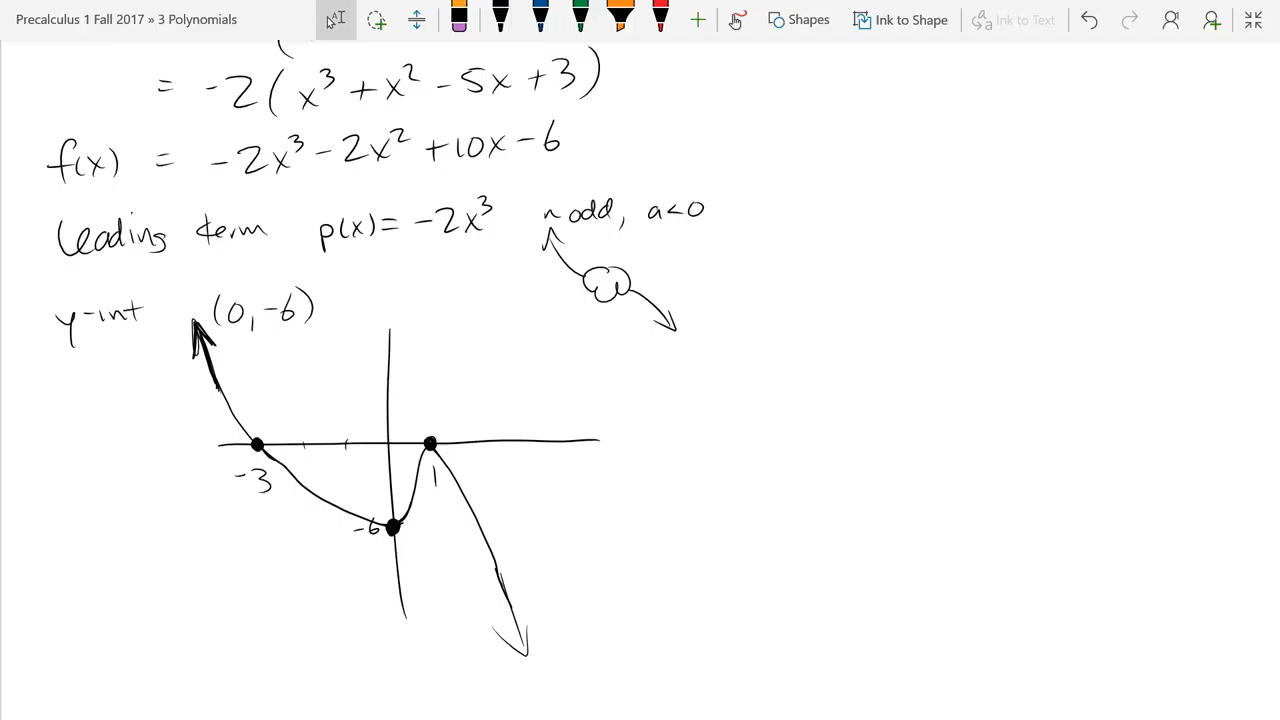 Precalculus 1 Fall 2017 » 3 Polynomials
Shapes
Ink to Shape
Ink to Text
= -2(x³ + x² - 5x + 3)
f(x) = -2x³ - 2x² + 10x - 6
leading term p(x) = -2x³ n odd, a < 0
y-int (0, -6)
-3
1
-6